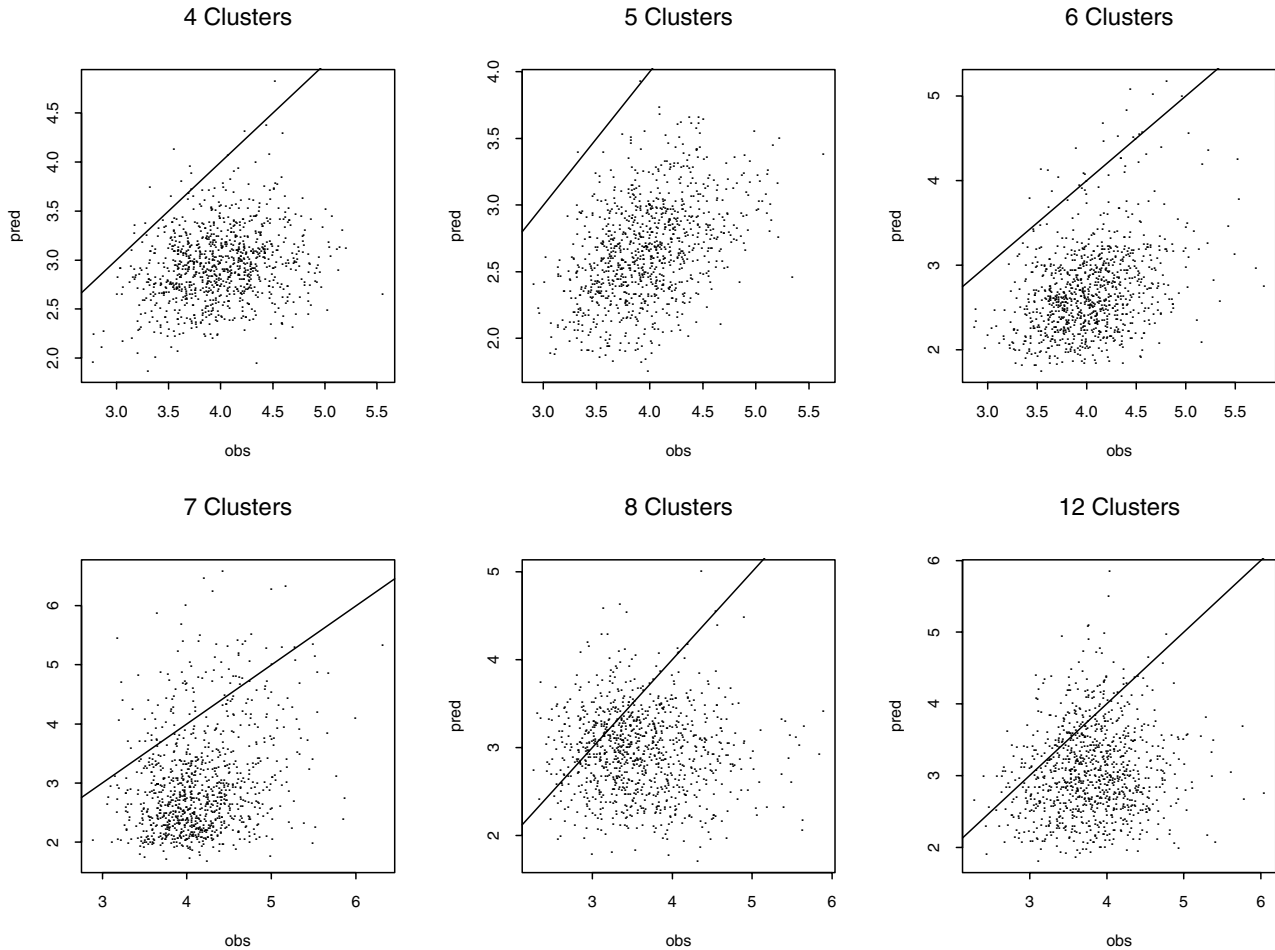 4 Clusters
5 Clusters
6 Clusters
pred
2.0 2.5 3.0 3.5 4.0 4.5
3.0 3.5 4.0 4.5 5.0 5.5
obs
pred
2.0 2.5 3.0 3.5 4.0
3.0 3.5 4.0 4.5 5.0 5.5
obs
pred
2 3 4 5
3.0 3.5 4.0 4.5 5.0 5.5
obs
7 Clusters
8 Clusters
12 Clusters
pred
2 3 4 5 6
3 4 5 6
obs
pred
2 3 4 5
3 4 5 6
obs
pred
2 3 4 5 6
3 4 5 6
obs